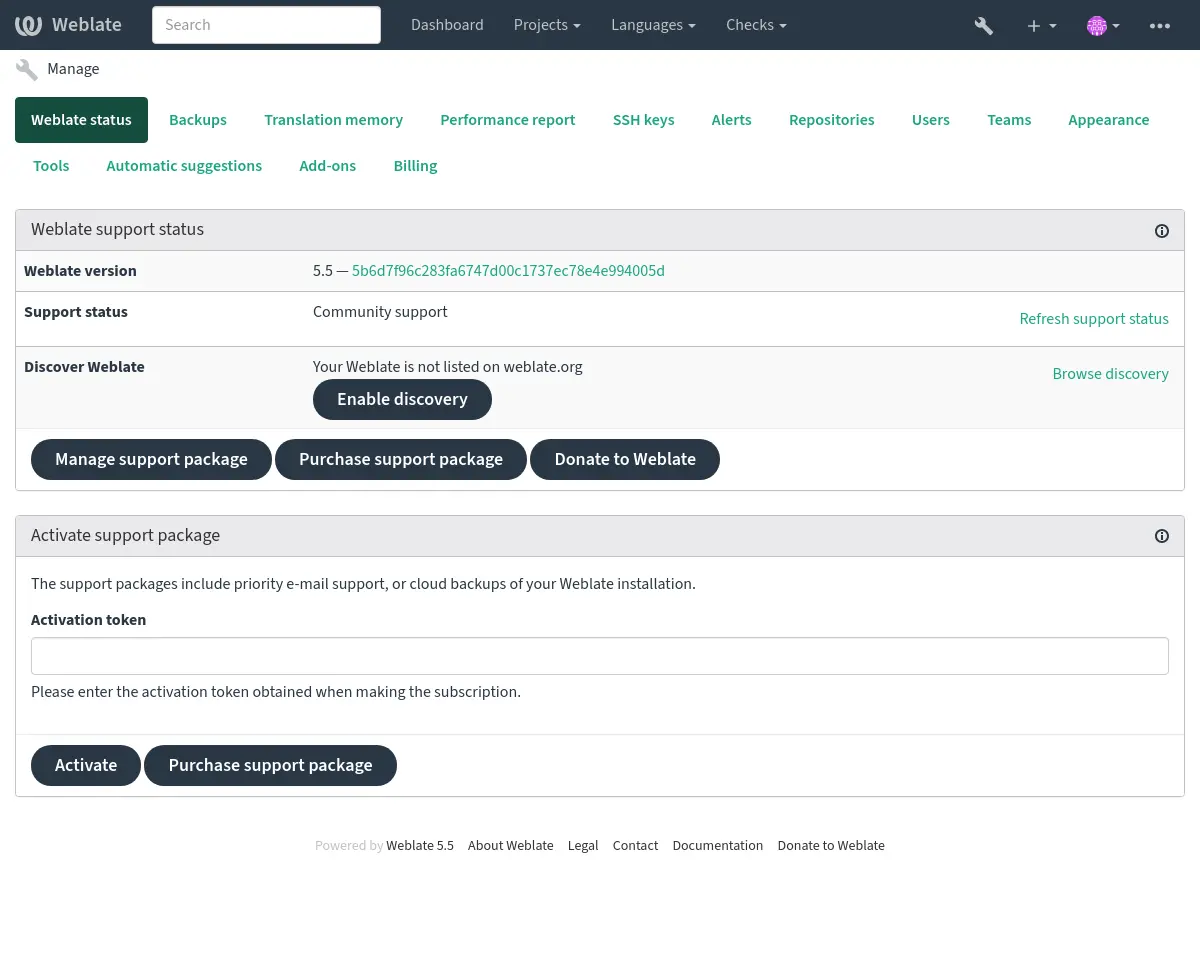 Weblate Search Dashboard Projects Languages Checks
Manage
Weblate status Backups Translation memory Performance report SSH keys Alerts Repositories Users Teams Appearance
Tools Automatic suggestions Add-ons Billing
Weblate support status
Weblate version 5.5 — 5b6d7f96c283fa6747d00c1737ec78e4e994005d
Support status Community support Refresh support status
Discover Weblate Your Weblate is not listed on weblate.org Browse discovery
Enable discovery
Manage support package Purchase support package Donate to Weblate
Activate support package
The support packages include priority e-mail support, or cloud backups of your Weblate installation.
Activation token
Please enter the activation token obtained when making the subscription.
Activate Purchase support package
Powered by Weblate 5.5 About Weblate Legal Contact Documentation Donate to Weblate